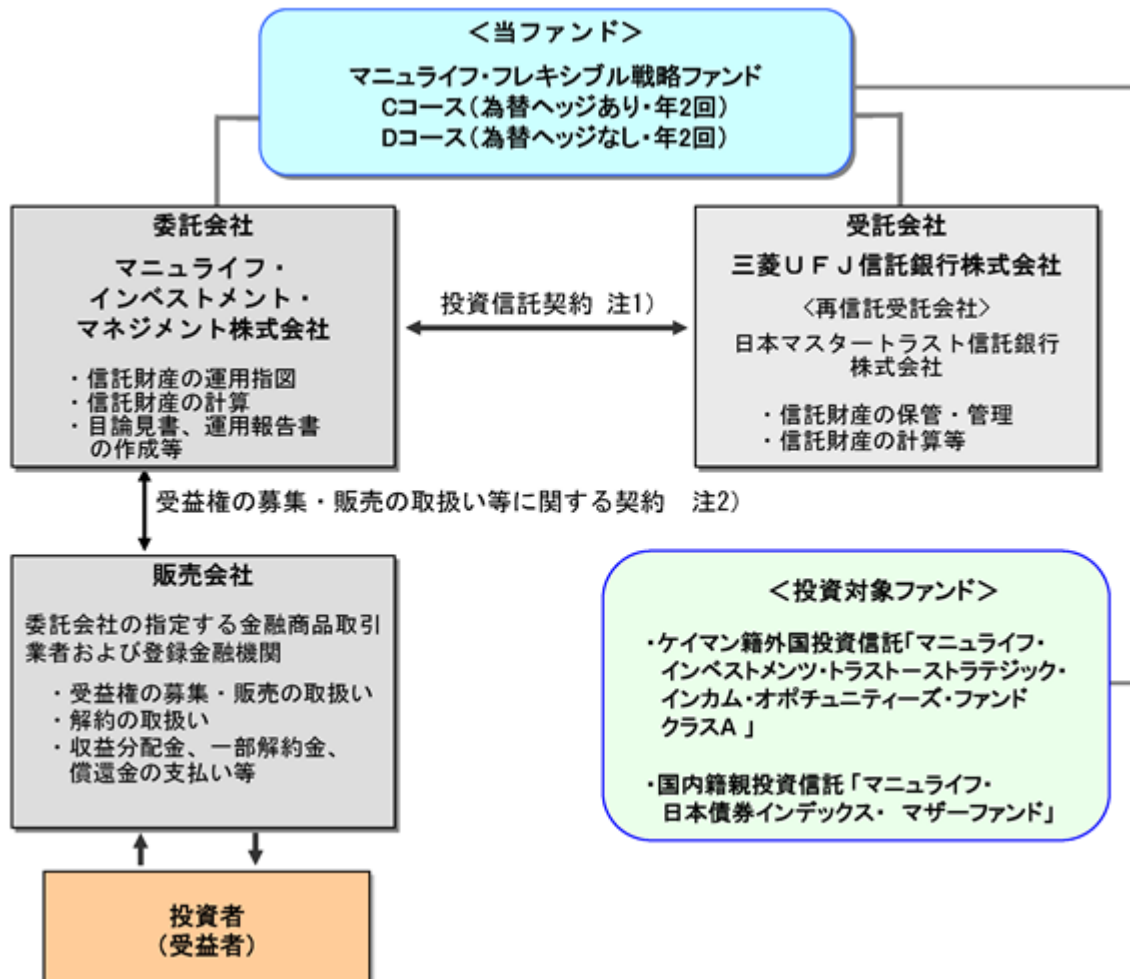 ＜当ファンド＞
マニュライフ・フレキシブル戦略ファンド
Cコース（為替ヘッジあり・年2回）
Dコース（為替ヘッジなし・年2回）
委託会社
マニュライフ・
インベストメント・
マネジメント株式会社
・信託財産の運用指図
・信託財産の計算
・目論見書、運用報告書
の作成等
投資信託契約 注1）
受託会社
三菱ＵＦＪ信託銀行株式会社
〈再信託受託会社〉
日本マスタートラスト信託銀行
株式会社
・信託財産の保管・管理
・信託財産の計算等
受益権の募集・販売の取扱い等に関する契約　注2）
販売会社
委託会社の指定する金融商品取引
業者および登録金融機関
・受益権の募集・販売の取扱い
・解約の取扱い
・収益分配金、一部解約金、
償還金の支払い等
＜投資対象ファンド＞
・ケイマン籍外国投資信託「マニュライフ・
インベストメンツ・トラストーストラテジック・
インカム・オポチュニティーズ・ファンド
クラスA 」
・国内籍親投資信託「マニュライフ・
日本債券インデックス・ マザーファンド」
投資者
（受益者）